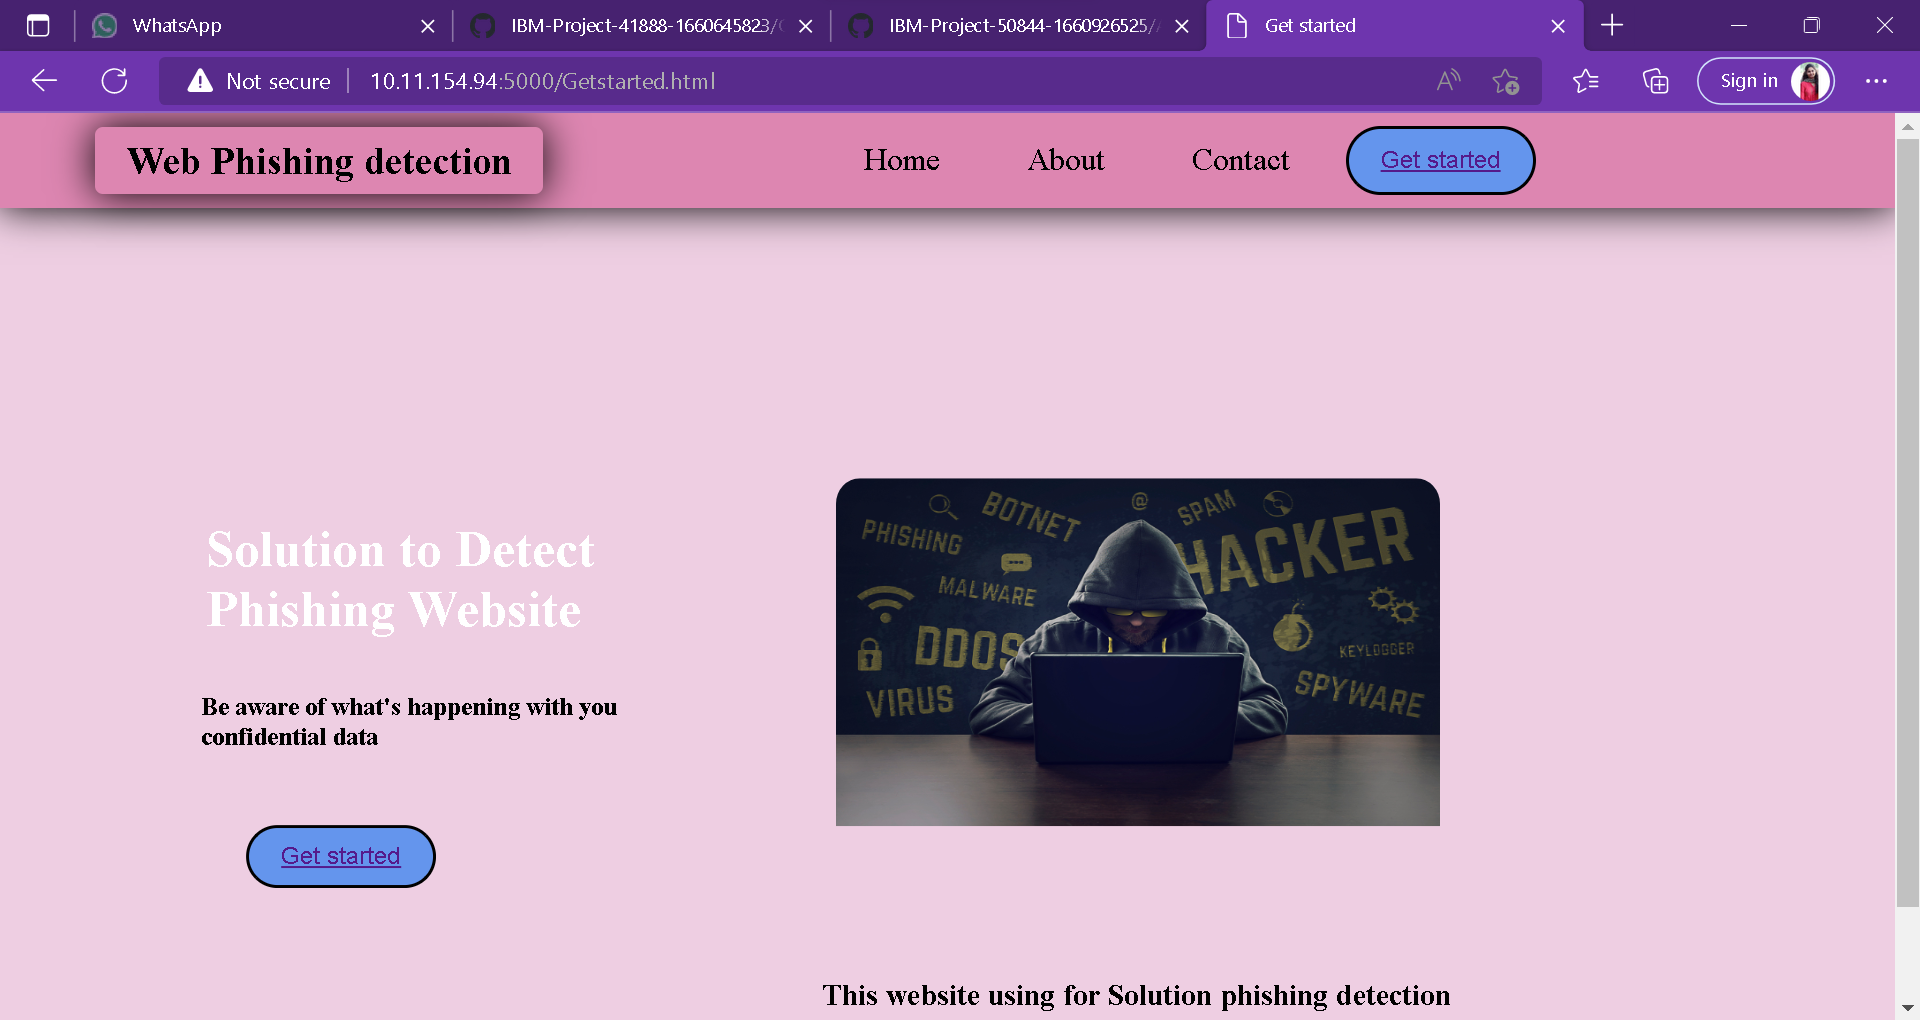 WhatsApp
IBM-Project-41888-1660645823/
IBM-Project-50844-1660926525/
Get started
Not secure
10.11.154.94:5000/Getstarted.html
Sign in
Web Phishing detection
Home
About
Contact
Get started
Solution to Detect
Phishing Website
Be aware of what's happening with you
confidential data
Get started
PHISHING
BOTNET
@
SPAM
HACKER
MALWARE
DDOS
KEYLOGGER
VIRUS
SPYWARE
This website using for Solution phishing detection